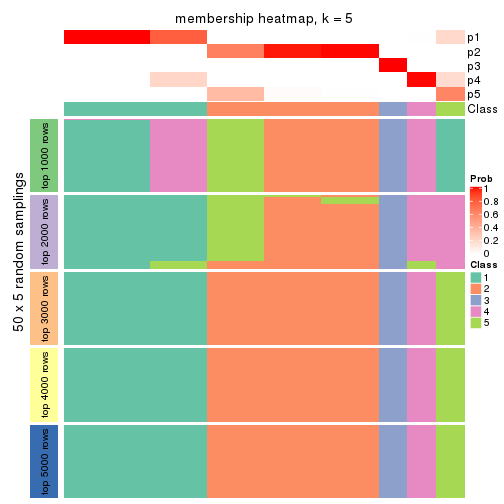 membership heatmap, k = 5
p1
p2
p3
p4
p5
Class
50 x 5 random samplings
top 1000 rows
top 2000 rows
top 3000 rows
top 4000 rows
top 5000 rows
Prob
1
0.8
0.6
0.4
0.2
0
Class
1
2
3
4
5